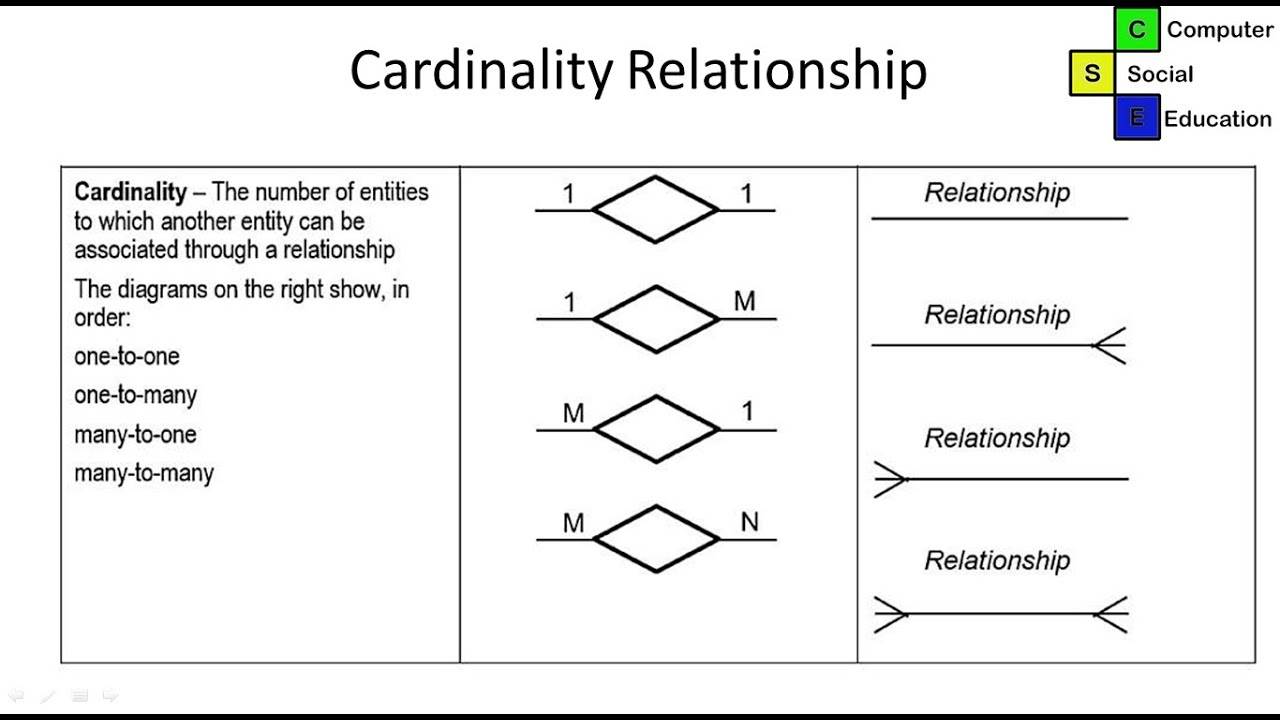 Cardinality Relationship
C Computer
S Social
E Education
Cardinality – The number of entities
to which another entity can be
associated through a relationship
The diagrams on the right show, in
order:
one-to-one
one-to-many
many-to-one
many-to-many
1 1
1 M
M 1
M N
Relationship
Relationship
Relationship
Relationship